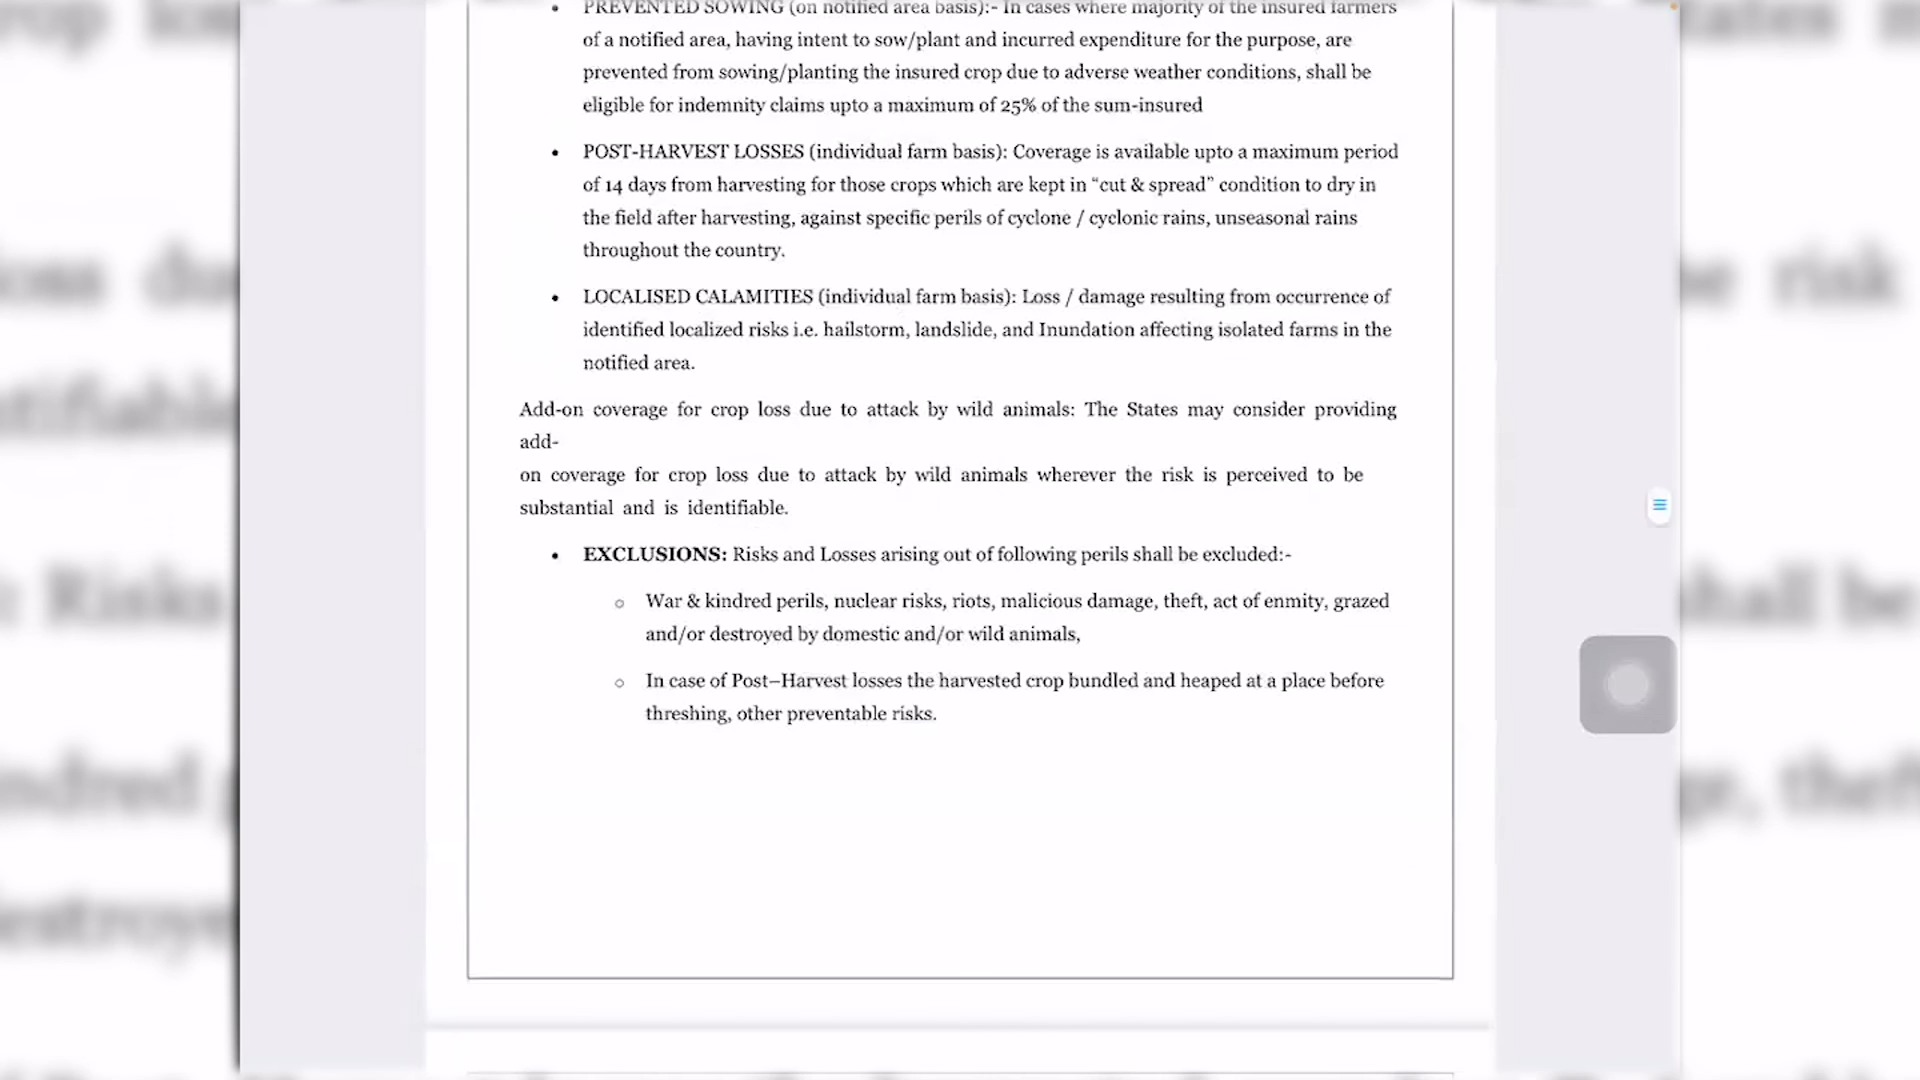 PREVENTED SOWING (on notified area basis):- In cases where majority of the insured farmers
of a notified area, having intent to sow/plant and incurred expenditure for the purpose, are
prevented from sowing/planting the insured crop due to adverse weather conditions, shall be
eligible for indemnity claims upto a maximum of 25% of the sum-insured
• POST-HARVEST LOSSES (individual farm basis): Coverage is available upto a maximum period
of 14 days from harvesting for those crops which are kept in “cut & spread” condition to dry in
the field after harvesting, against specific perils of cyclone / cyclonic rains, unseasonal rains
throughout the country.
• LOCALISED CALAMITIES (individual farm basis): Loss / damage resulting from occurrence of
identified localized risks i.e. hailstorm, landslide, and Inundation affecting isolated farms in the
notified area.
Add-on coverage for crop loss due to attack by wild animals: The States may consider providing
add-
on coverage for crop loss due to attack by wild animals wherever the risk is perceived to be
substantial and is identifiable.
• EXCLUSIONS: Risks and Losses arising out of following perils shall be excluded:-
○ War & kindred perils, nuclear risks, riots, malicious damage, theft, act of enmity, grazed
and/or destroyed by domestic and/or wild animals,
○ In case of Post–Harvest losses the harvested crop bundled and heaped at a place before
threshing, other preventable risks.